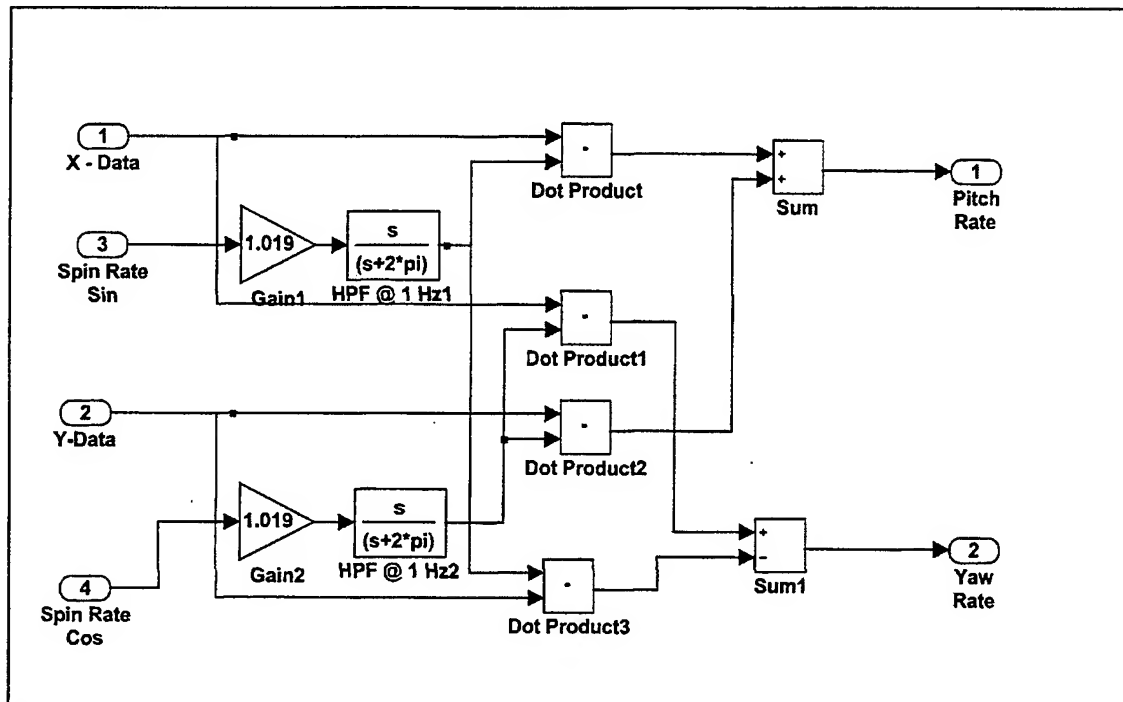 1
X - Data
Dot Product
+
+
Sum
1
Pitch
Rate
3
Spin Rate
Sin
1.019
Gain1
s
(s+2*pi)
HPF @ 1 Hz1
Dot Product1
2
Y-Data
Dot Product2
4
Spin Rate
Cos
1.019
Gain2
s
(s+2*pi)
HPF @ 1 Hz2
Dot Product3
+
−
Sum1
2
Yaw
Rate